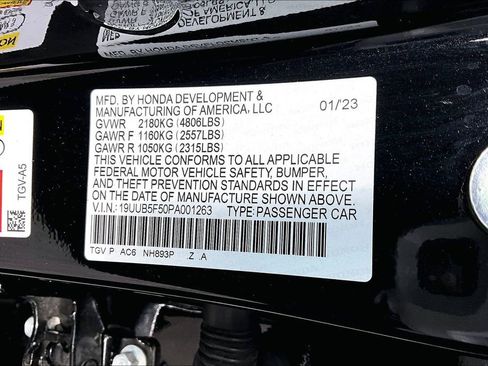 MFD. BY HONDA DEVELOPMENT &
MANUFACTURING OF AMERICA, LLC 01/23
GVWR 2180KG (4806LBS)
GAWR F 1160KG (2557LBS)
GAWR R 1050KG (2315LBS)
THIS VEHICLE CONFORMS TO ALL APPLICABLE
FEDERAL MOTOR VEHICLE SAFETY, BUMPER,
AND THEFT PREVENTION STANDARDS IN EFFECT
ON THE DATE OF MANUFACTURE SHOWN ABOVE.
V.I.N.: 19UUB5F50PA001263 TYPE: PASSENGER CAR
TGV P AC6 NH893P .Z .A
TGV-A5